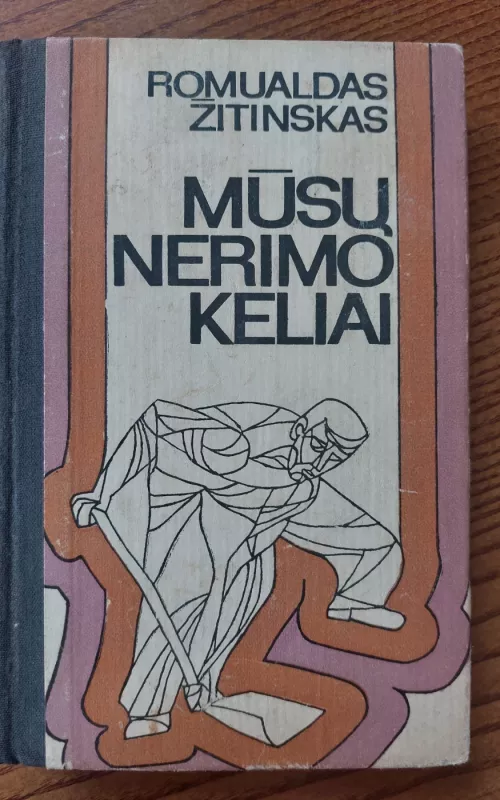 ROMUALDAS
ŽITINSKAS
MŪSŲ
NERIMO
KELIAI